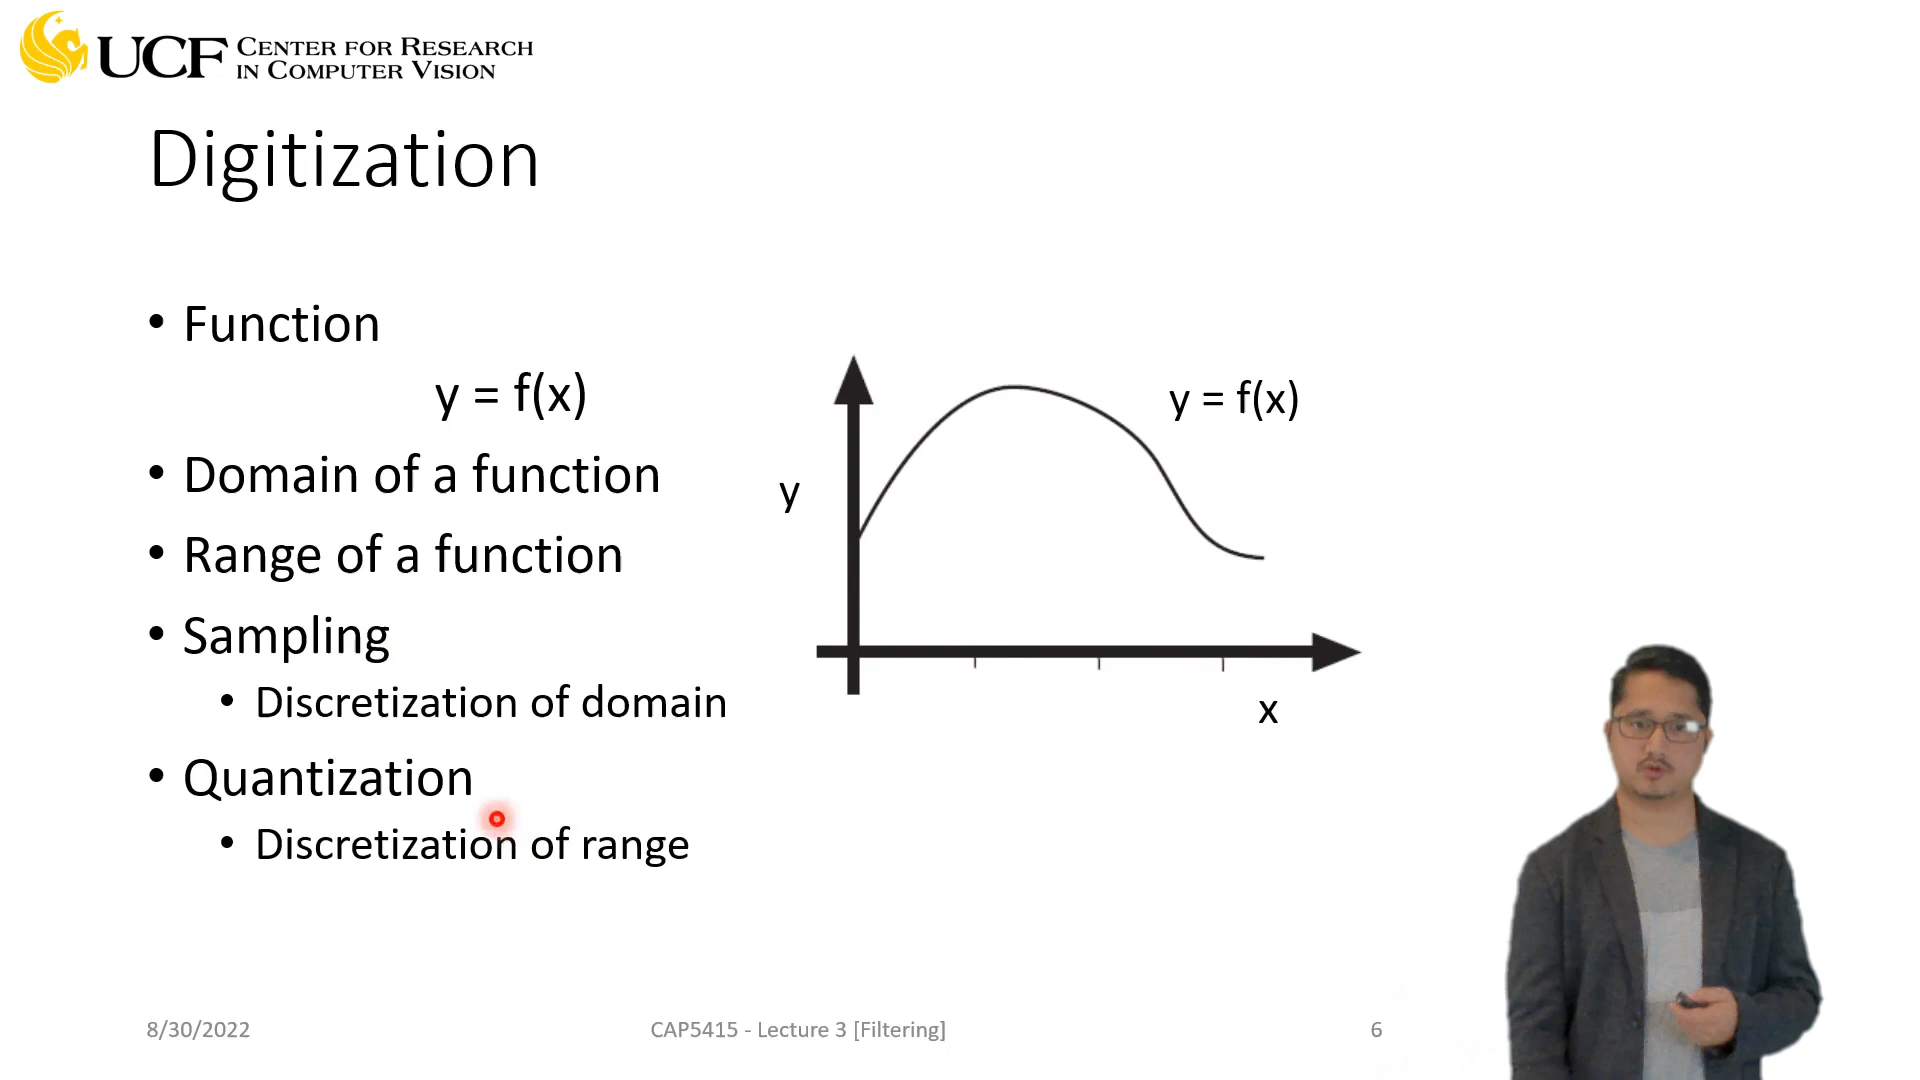 UCF CENTER FOR RESEARCH
IN COMPUTER VISION
Digitization
• Function
y = f(x)
• Domain of a function
• Range of a function
• Sampling
• Discretization of domain
• Quantization
• Discretization of range
y = f(x)
y
x
8/30/2022
CAP5415 - Lecture 3 [Filtering]
6